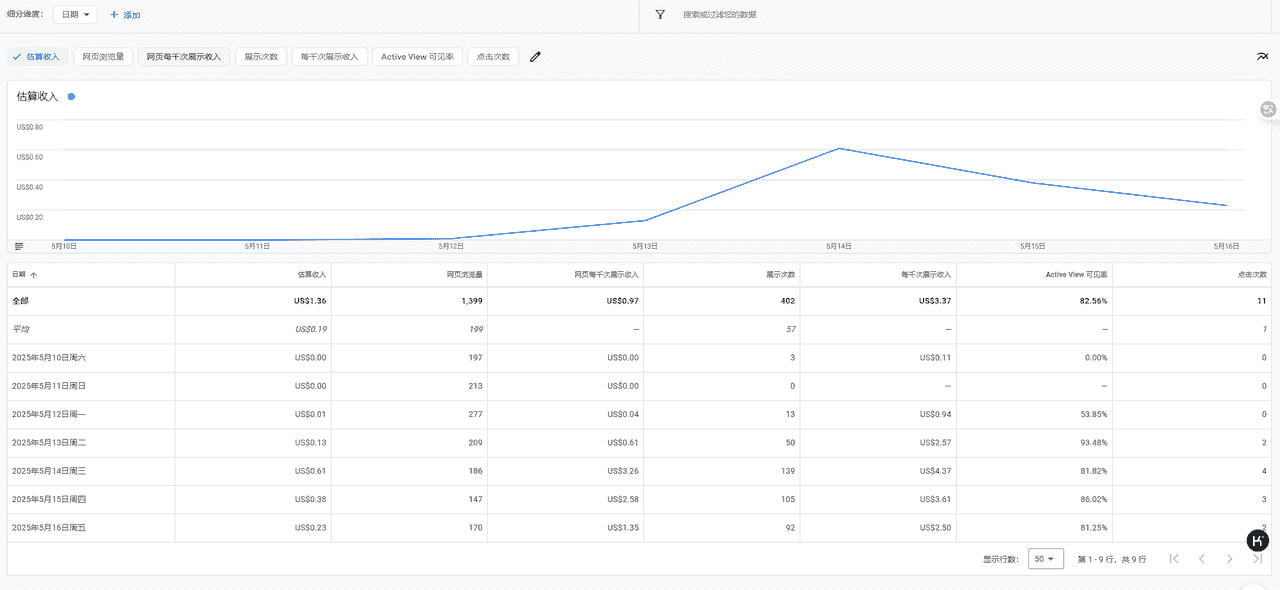 细分维度： 日期 添加 搜索或过滤您的数据
估算收入 网页浏览量 网页每千次展示收入 展示次数 每千次展示收入 Active View 可见率 点击次数
估算收入
US$0.80
US$0.60
US$0.40
US$0.20
5月10日 5月11日 5月12日 5月13日 5月14日 5月15日 5月16日
日期 估算收入 网页浏览量 网页每千次展示收入 展示次数 每千次展示收入 Active View 可见率 点击次数
全部 US$1.36 1,399 US$0.97 402 US$3.37 82.56% 11
平均 US$0.19 199 — 57 — — 1
2025年5月10日周六 US$0.00 197 US$0.00 3 US$0.11 0.00% 0
2025年5月11日周日 US$0.00 213 US$0.00 0 — — 0
2025年5月12日周一 US$0.01 277 US$0.04 13 US$0.94 53.85% 0
2025年5月13日周二 US$0.13 209 US$0.61 50 US$2.57 93.48% 2
2025年5月14日周三 US$0.61 186 US$3.26 139 US$4.37 81.82% 4
2025年5月15日周四 US$0.38 147 US$2.58 105 US$3.61 86.02% 3
2025年5月16日周五 US$0.23 170 US$1.35 92 US$2.50 81.25% 2
显示行数： 50 第 1 - 9 行，共 9 行